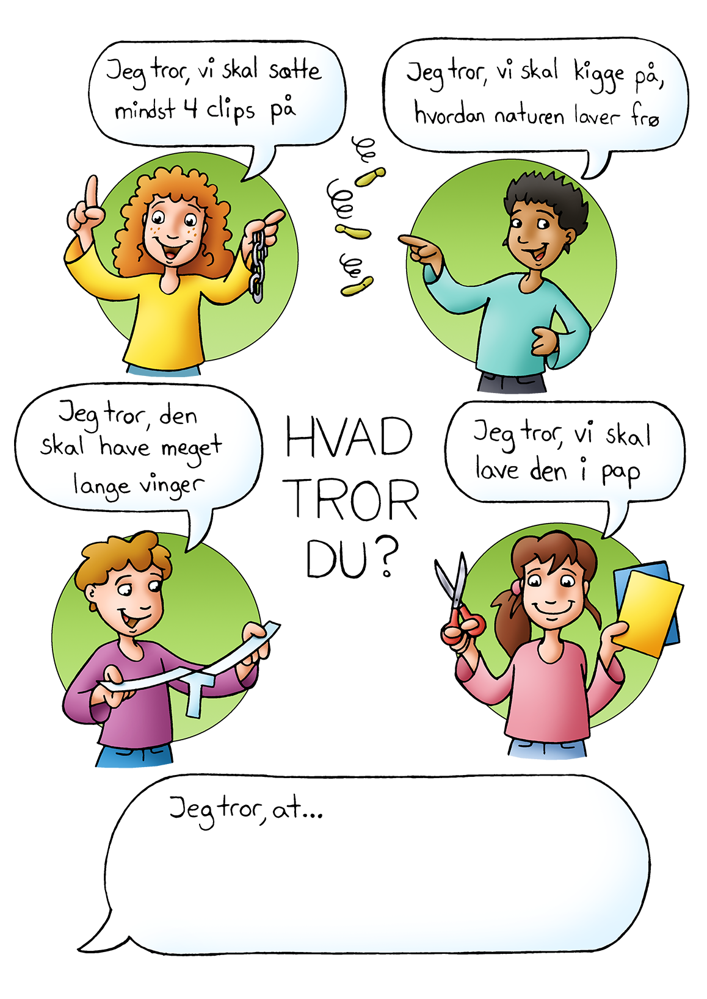 Jeg tror, vi skal sætte
mindst 4 clips på
Jeg tror, vi skal kigge på,
hvordan naturen laver frø
Jeg tror, den
skal have meget
lange vinger
HVAD
TROR
DU?
Jeg tror, vi skal
lave den i pap
Jeg tror, at...